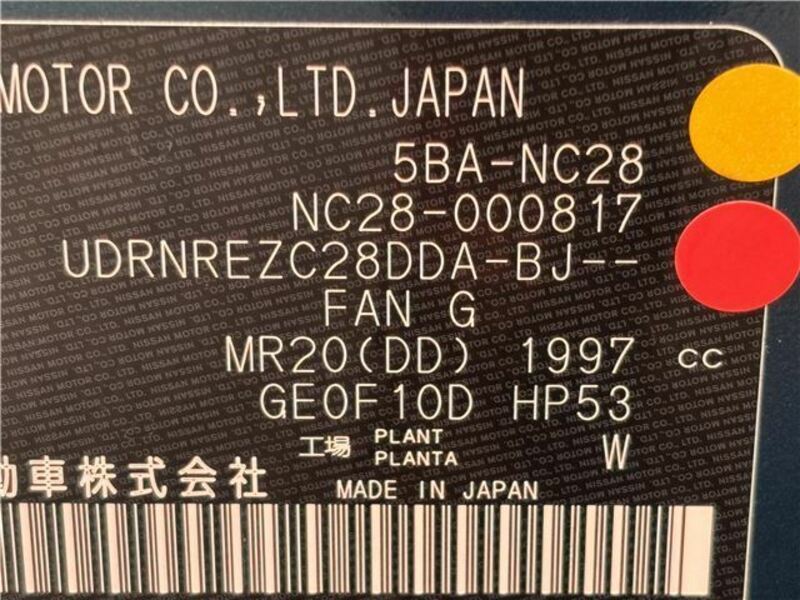 MOTOR CO.,LTD.JAPAN
5BA-NC28
NC28-000817
UDRNREZC28DDA-BJ--
FAN G
MR20(DD) 1997 cc
GE0F10D HP53
工場 PLANT PLANTA W
動車株式会社
MADE IN JAPAN